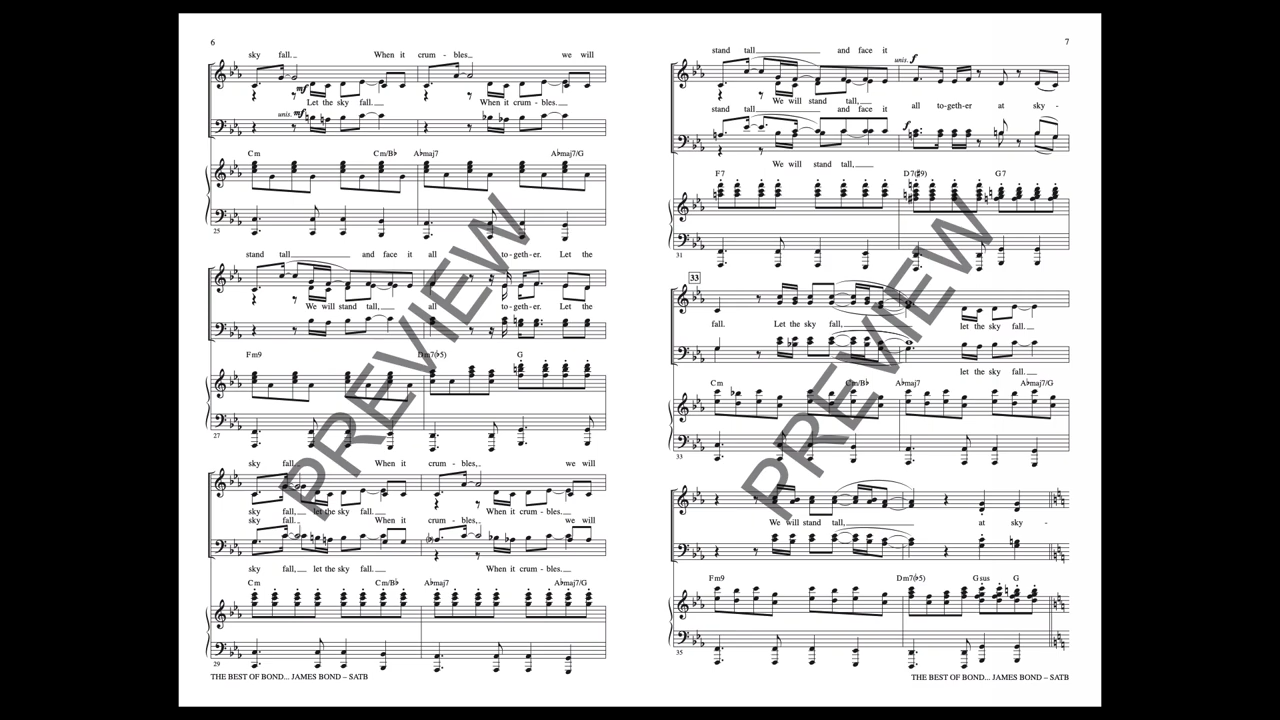 6
sky fall. When it crum - bles. we will
mf
Let the sky fall. When it crum - bles.
unis. mf
Cm Cm/B♭ A♭maj7 A♭maj7/G
25
stand tall and face it all to-geth-er. Let the
We will stand tall, all to-geth-er. Let the
Fm9 Dm7(♭5) G
27
sky fall. When it crum - bles, we will
sky fall, let the sky fall. When it crum - bles.
sky fall. When it crum - bles, we will
sky fall, let the sky fall. When it crum - bles.
Cm Cm/B♭ A♭maj7 A♭maj7/G
29
THE BEST OF BOND... JAMES BOND – SATB
PREVIEW
7
stand tall and face it
unis. f
We will stand tall,
stand tall and face it all to-geth-er at sky -
f
We will stand tall,
F7 D7(♯9) G7
31
33
fall. Let the sky fall, let the sky fall.
let the sky fall.
Cm Cm/B♭ A♭maj7 A♭maj7/G
33
We will stand tall, at sky -
Fm9 Dm7(♭5) Gsus G
35
THE BEST OF BOND... JAMES BOND – SATB
PREVIEW